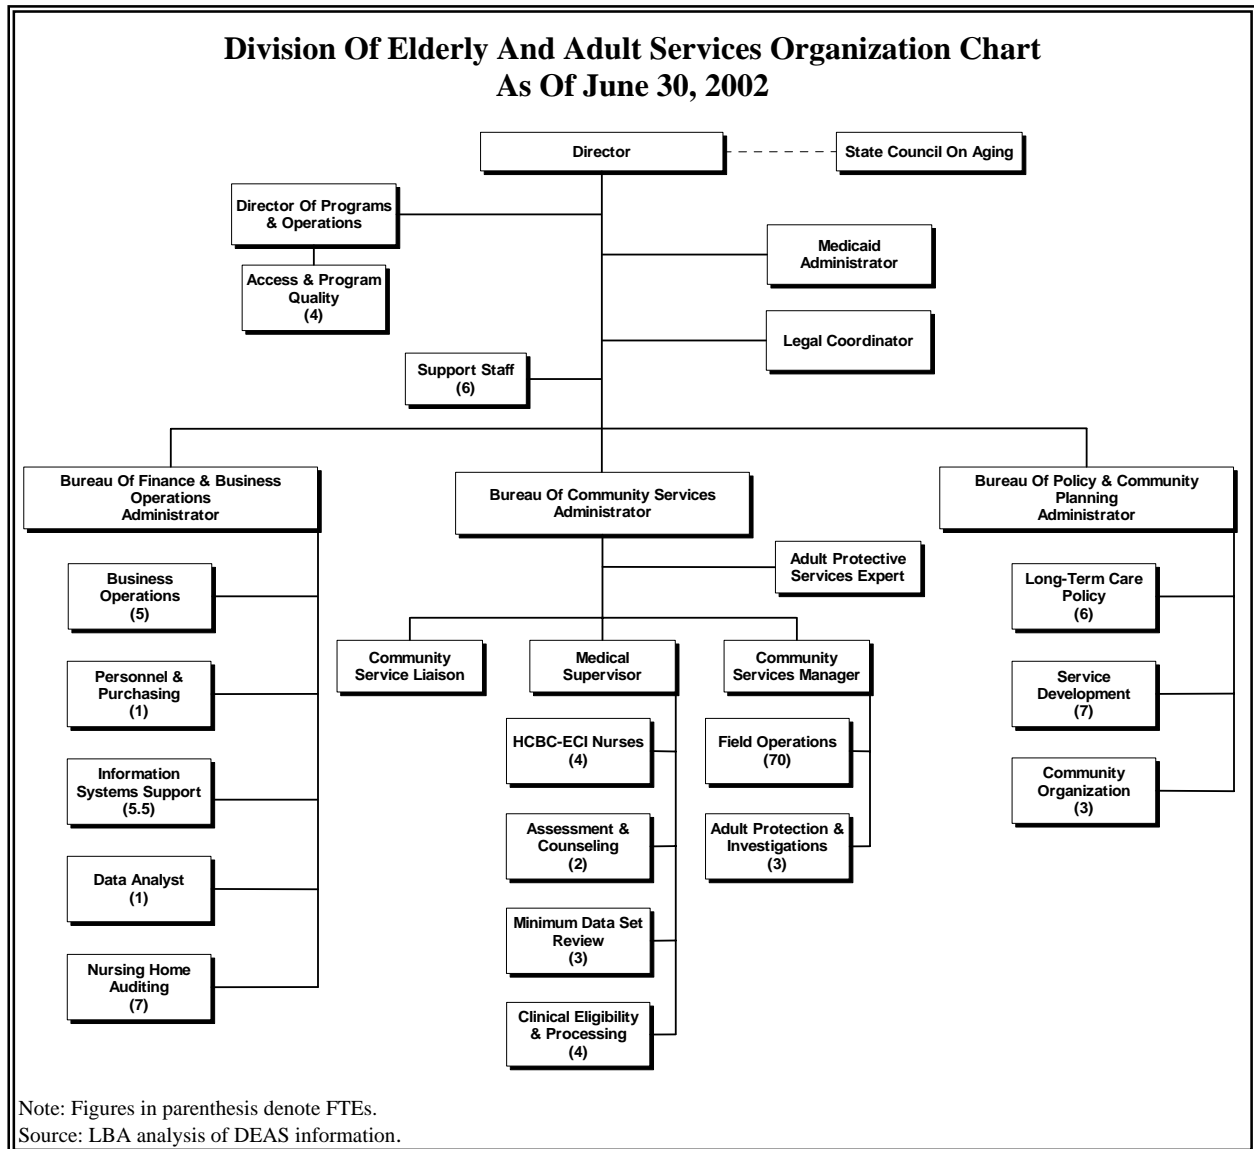 Division Of Elderly And Adult Services Organization Chart
As Of June 30, 2002
Director
State Council On Aging
Director Of Programs
& Operations
Medicaid
Administrator
Access & Program
Quality
(4)
Legal Coordinator
Support Staff
(6)
Bureau Of Finance & Business
Operations
Administrator
Bureau Of Community Services
Administrator
Bureau Of Policy & Community
Planning
Administrator
Adult Protective
Services Expert
Business
Operations
(5)
Personnel &
Purchasing
(1)
Information
Systems Support
(5.5)
Data Analyst
(1)
Nursing Home
Auditing
(7)
Community
Service Liaison
Medical
Supervisor
Community
Services Manager
HCBC-ECI Nurses
(4)
Assessment &
Counseling
(2)
Minimum Data Set
Review
(3)
Clinical Eligibility
& Processing
(4)
Field Operations
(70)
Adult Protection &
Investigations
(3)
Long-Term Care
Policy
(6)
Service
Development
(7)
Community
Organization
(3)
Note: Figures in parenthesis denote FTEs.
Source: LBA analysis of DEAS information.